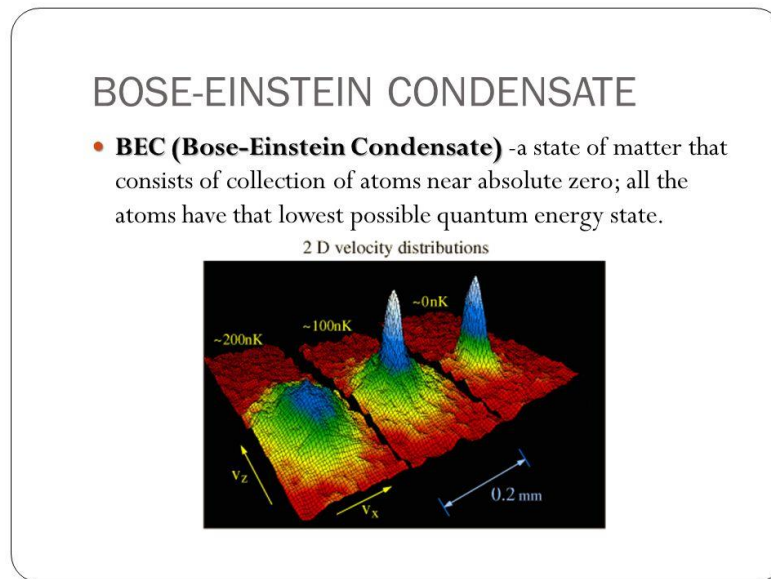 BOSE-EINSTEIN CONDENSATE
BEC (Bose-Einstein Condensate) -a state of matter that
consists of collection of atoms near absolute zero; all the
atoms have that lowest possible quantum energy state.
2 D velocity distributions
~200nK
~100nK
~0nK
vz
vx
0.2 mm